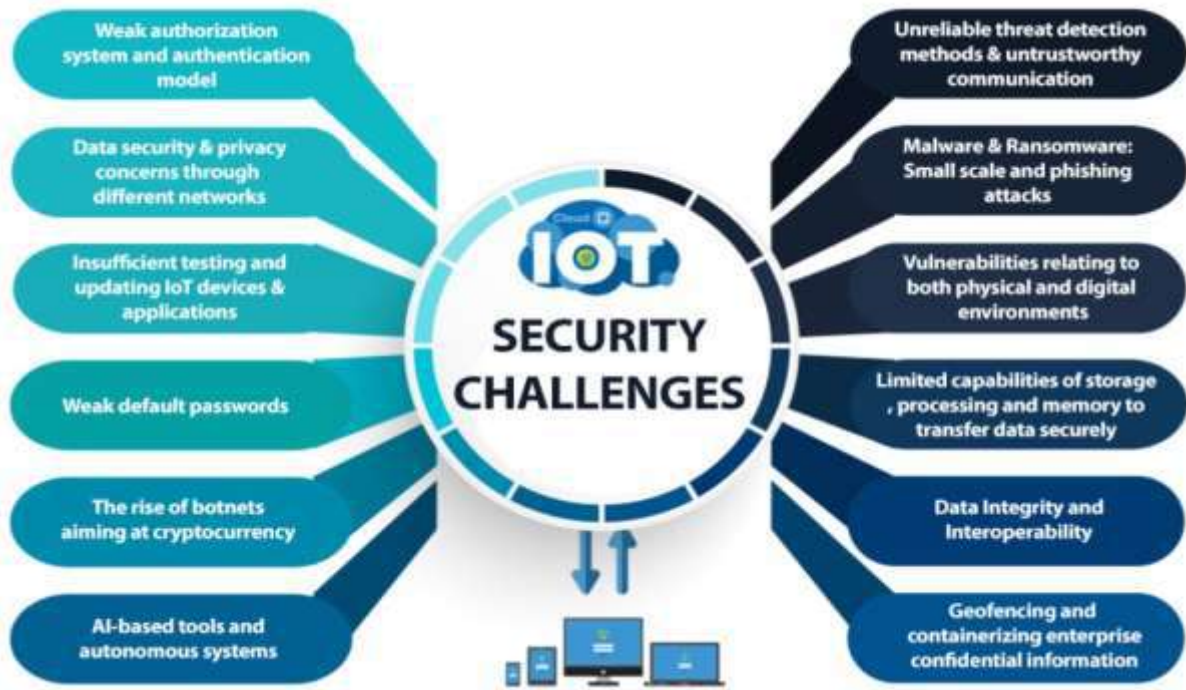 Weak authorization
system and authentication
model
Data security & privacy
concerns through
different networks
Insufficient testing and
updating IoT devices &
applications
Weak default passwords
The rise of botnets
aiming at cryptocurrency
AI-based tools and
autonomous systems
Cloud
IOT
SECURITY
CHALLENGES
Unreliable threat detection
methods & untrustworthy
communication
Malware & Ransomware:
Small scale and phishing
attacks
Vulnerabilities relating to
both physical and digital
environments
Limited capabilities of storage
, processing and memory to
transfer data securely
Data Integrity and
Interoperability
Geofencing and
containerizing enterprise
confidential information